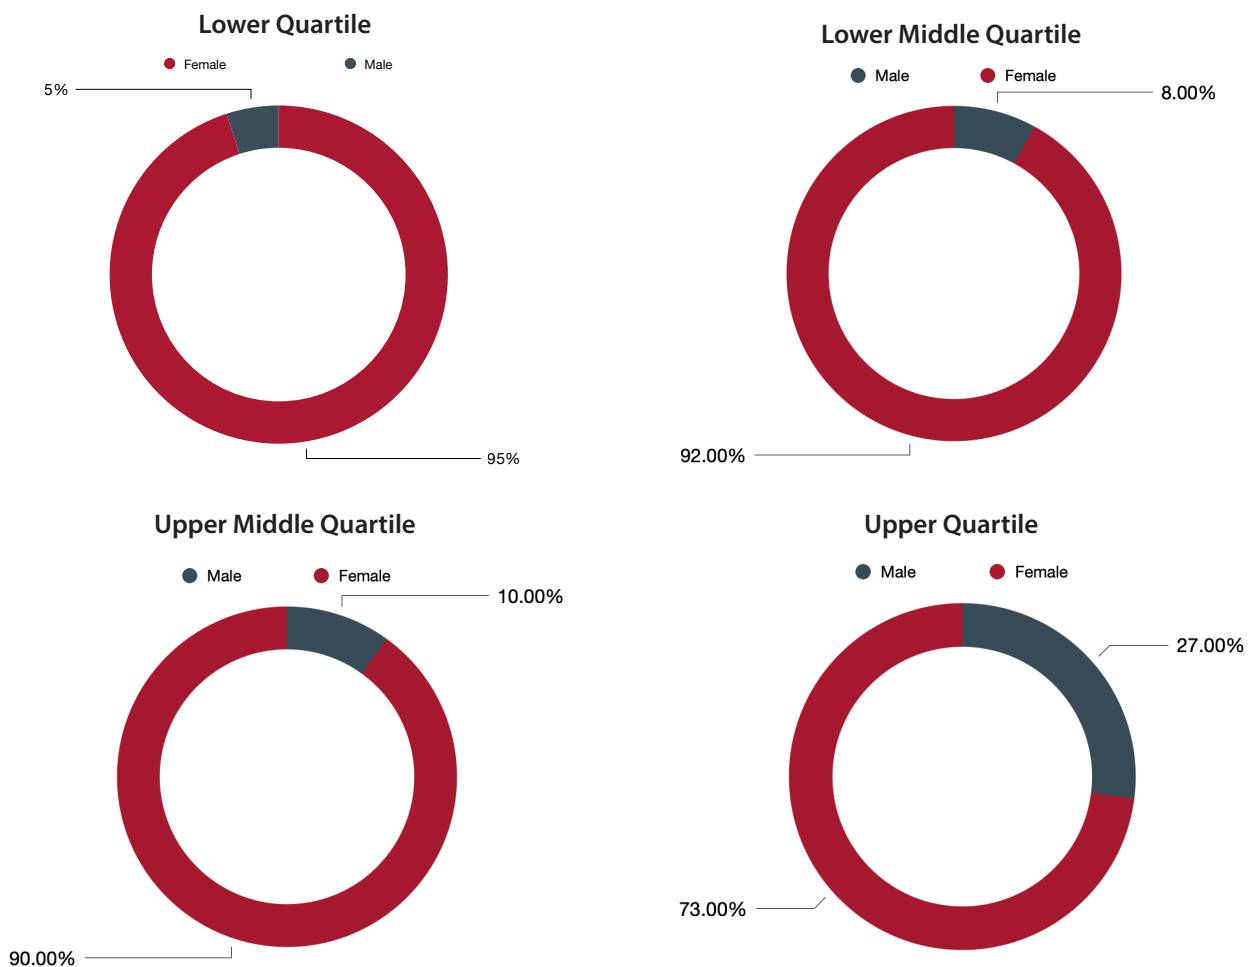 Lower Quartile
Female Male
5%
95%
Lower Middle Quartile
Male Female
8.00%
92.00%
Upper Middle Quartile
Male Female
10.00%
90.00%
Upper Quartile
Male Female
27.00%
73.00%